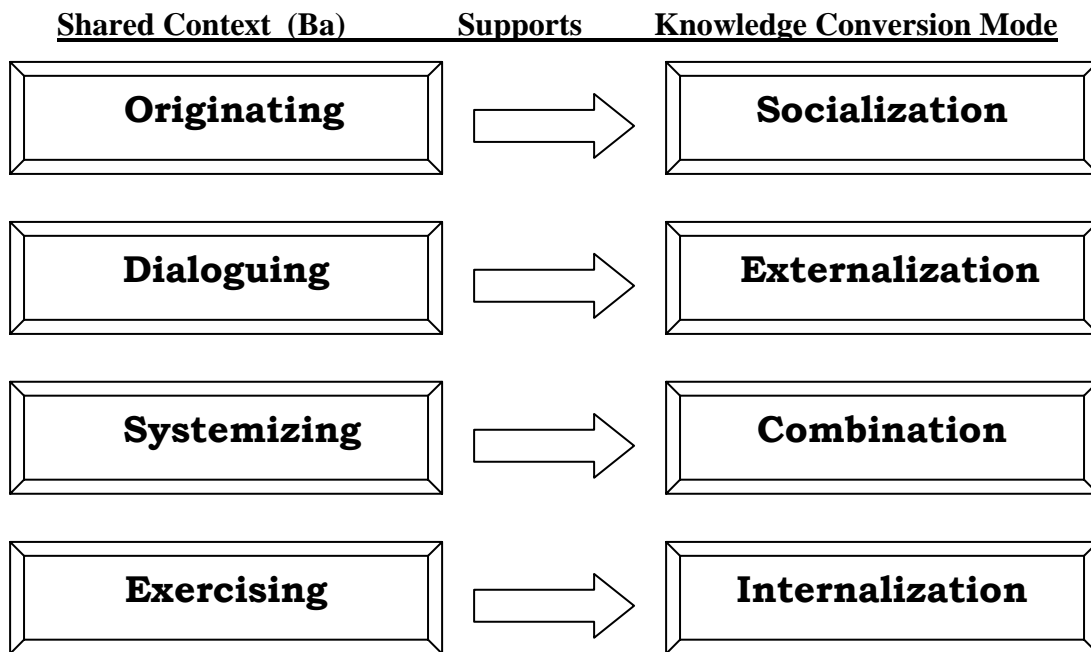 Shared Context (Ba) Supports Knowledge Conversion Mode
Originating Socialization
Dialoguing Externalization
Systemizing Combination
Exercising Internalization